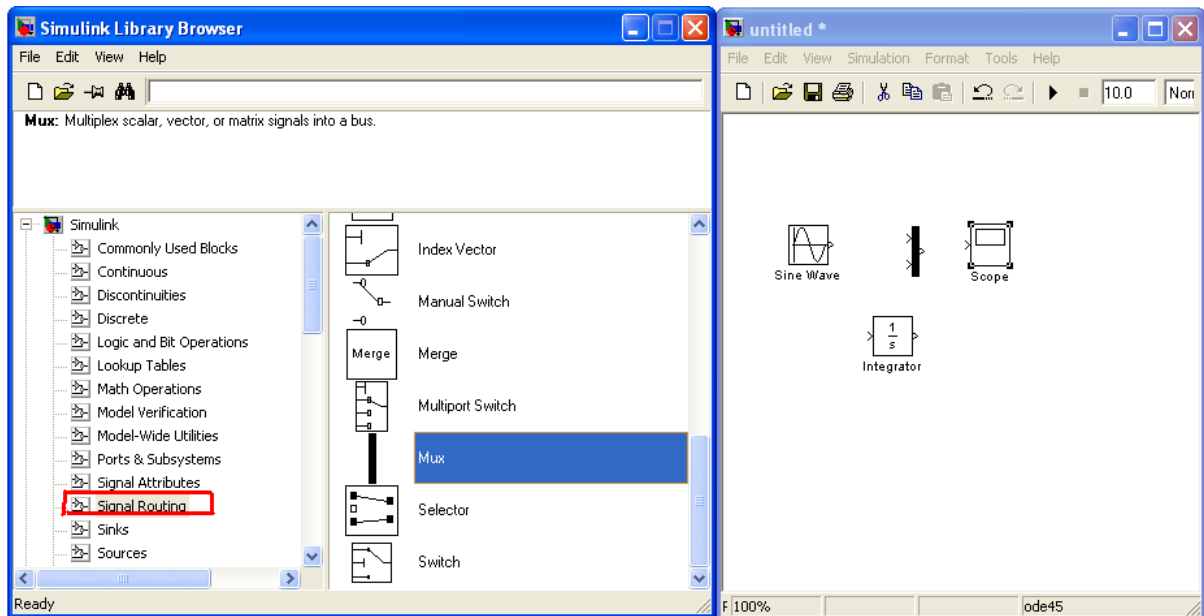 Simulink Library Browser
File Edit View Help
Mux: Multiplex scalar, vector, or matrix signals into a bus.
Simulink
Commonly Used Blocks
Continuous
Discontinuities
Discrete
Logic and Bit Operations
Lookup Tables
Math Operations
Model Verification
Model-Wide Utilities
Ports & Subsystems
Signal Attributes
Signal Routing
Sinks
Sources
Index Vector
Manual Switch
Merge Merge
Multiport Switch
Mux
Selector
Switch
Ready
untitled *
File Edit View Simulation Format Tools Help
10.0 Nor
Sine Wave
Scope
1
s
Integrator
F 100% ode45